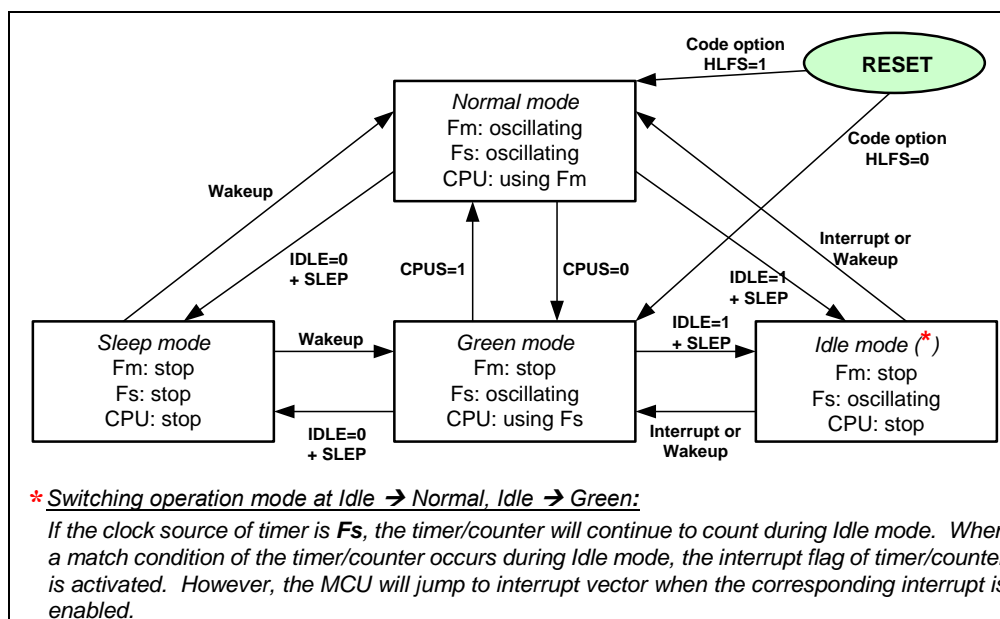 Code option
HLFS=1
RESET
Normal mode
Fm: oscillating
Fs: oscillating
CPU: using Fm
Code option
HLFS=0
Wakeup
IDLE=0
+ SLEP
CPUS=1
CPUS=0
IDLE=1
+ SLEP
Interrupt or
Wakeup
Sleep mode
Fm: stop
Fs: stop
CPU: stop
Wakeup
IDLE=0
+ SLEP
Green mode
Fm: stop
Fs: oscillating
CPU: using Fs
IDLE=1
+ SLEP
Interrupt or
Wakeup
Idle mode (*)
Fm: stop
Fs: oscillating
CPU: stop
* Switching operation mode at Idle → Normal, Idle → Green:
If the clock source of timer is Fs, the timer/counter will continue to count during Idle mode. When
a match condition of the timer/counter occurs during Idle mode, the interrupt flag of timer/counter
is activated. However, the MCU will jump to interrupt vector when the corresponding interrupt is
enabled.